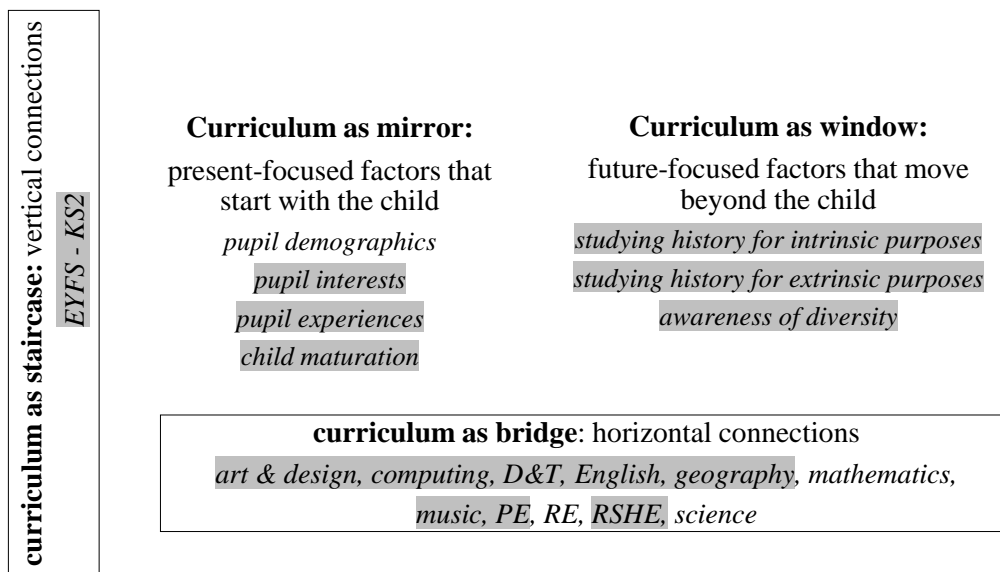 curriculum as staircase: vertical connections
EYFS - KS2
Curriculum as mirror:
present-focused factors that
start with the child
pupil demographics
pupil interests
pupil experiences
child maturation
Curriculum as window:
future-focused factors that move
beyond the child
studying history for intrinsic purposes
studying history for extrinsic purposes
awareness of diversity
curriculum as bridge: horizontal connections
art & design, computing, D&T, English, geography, mathematics,
music, PE, RE, RSHE, science